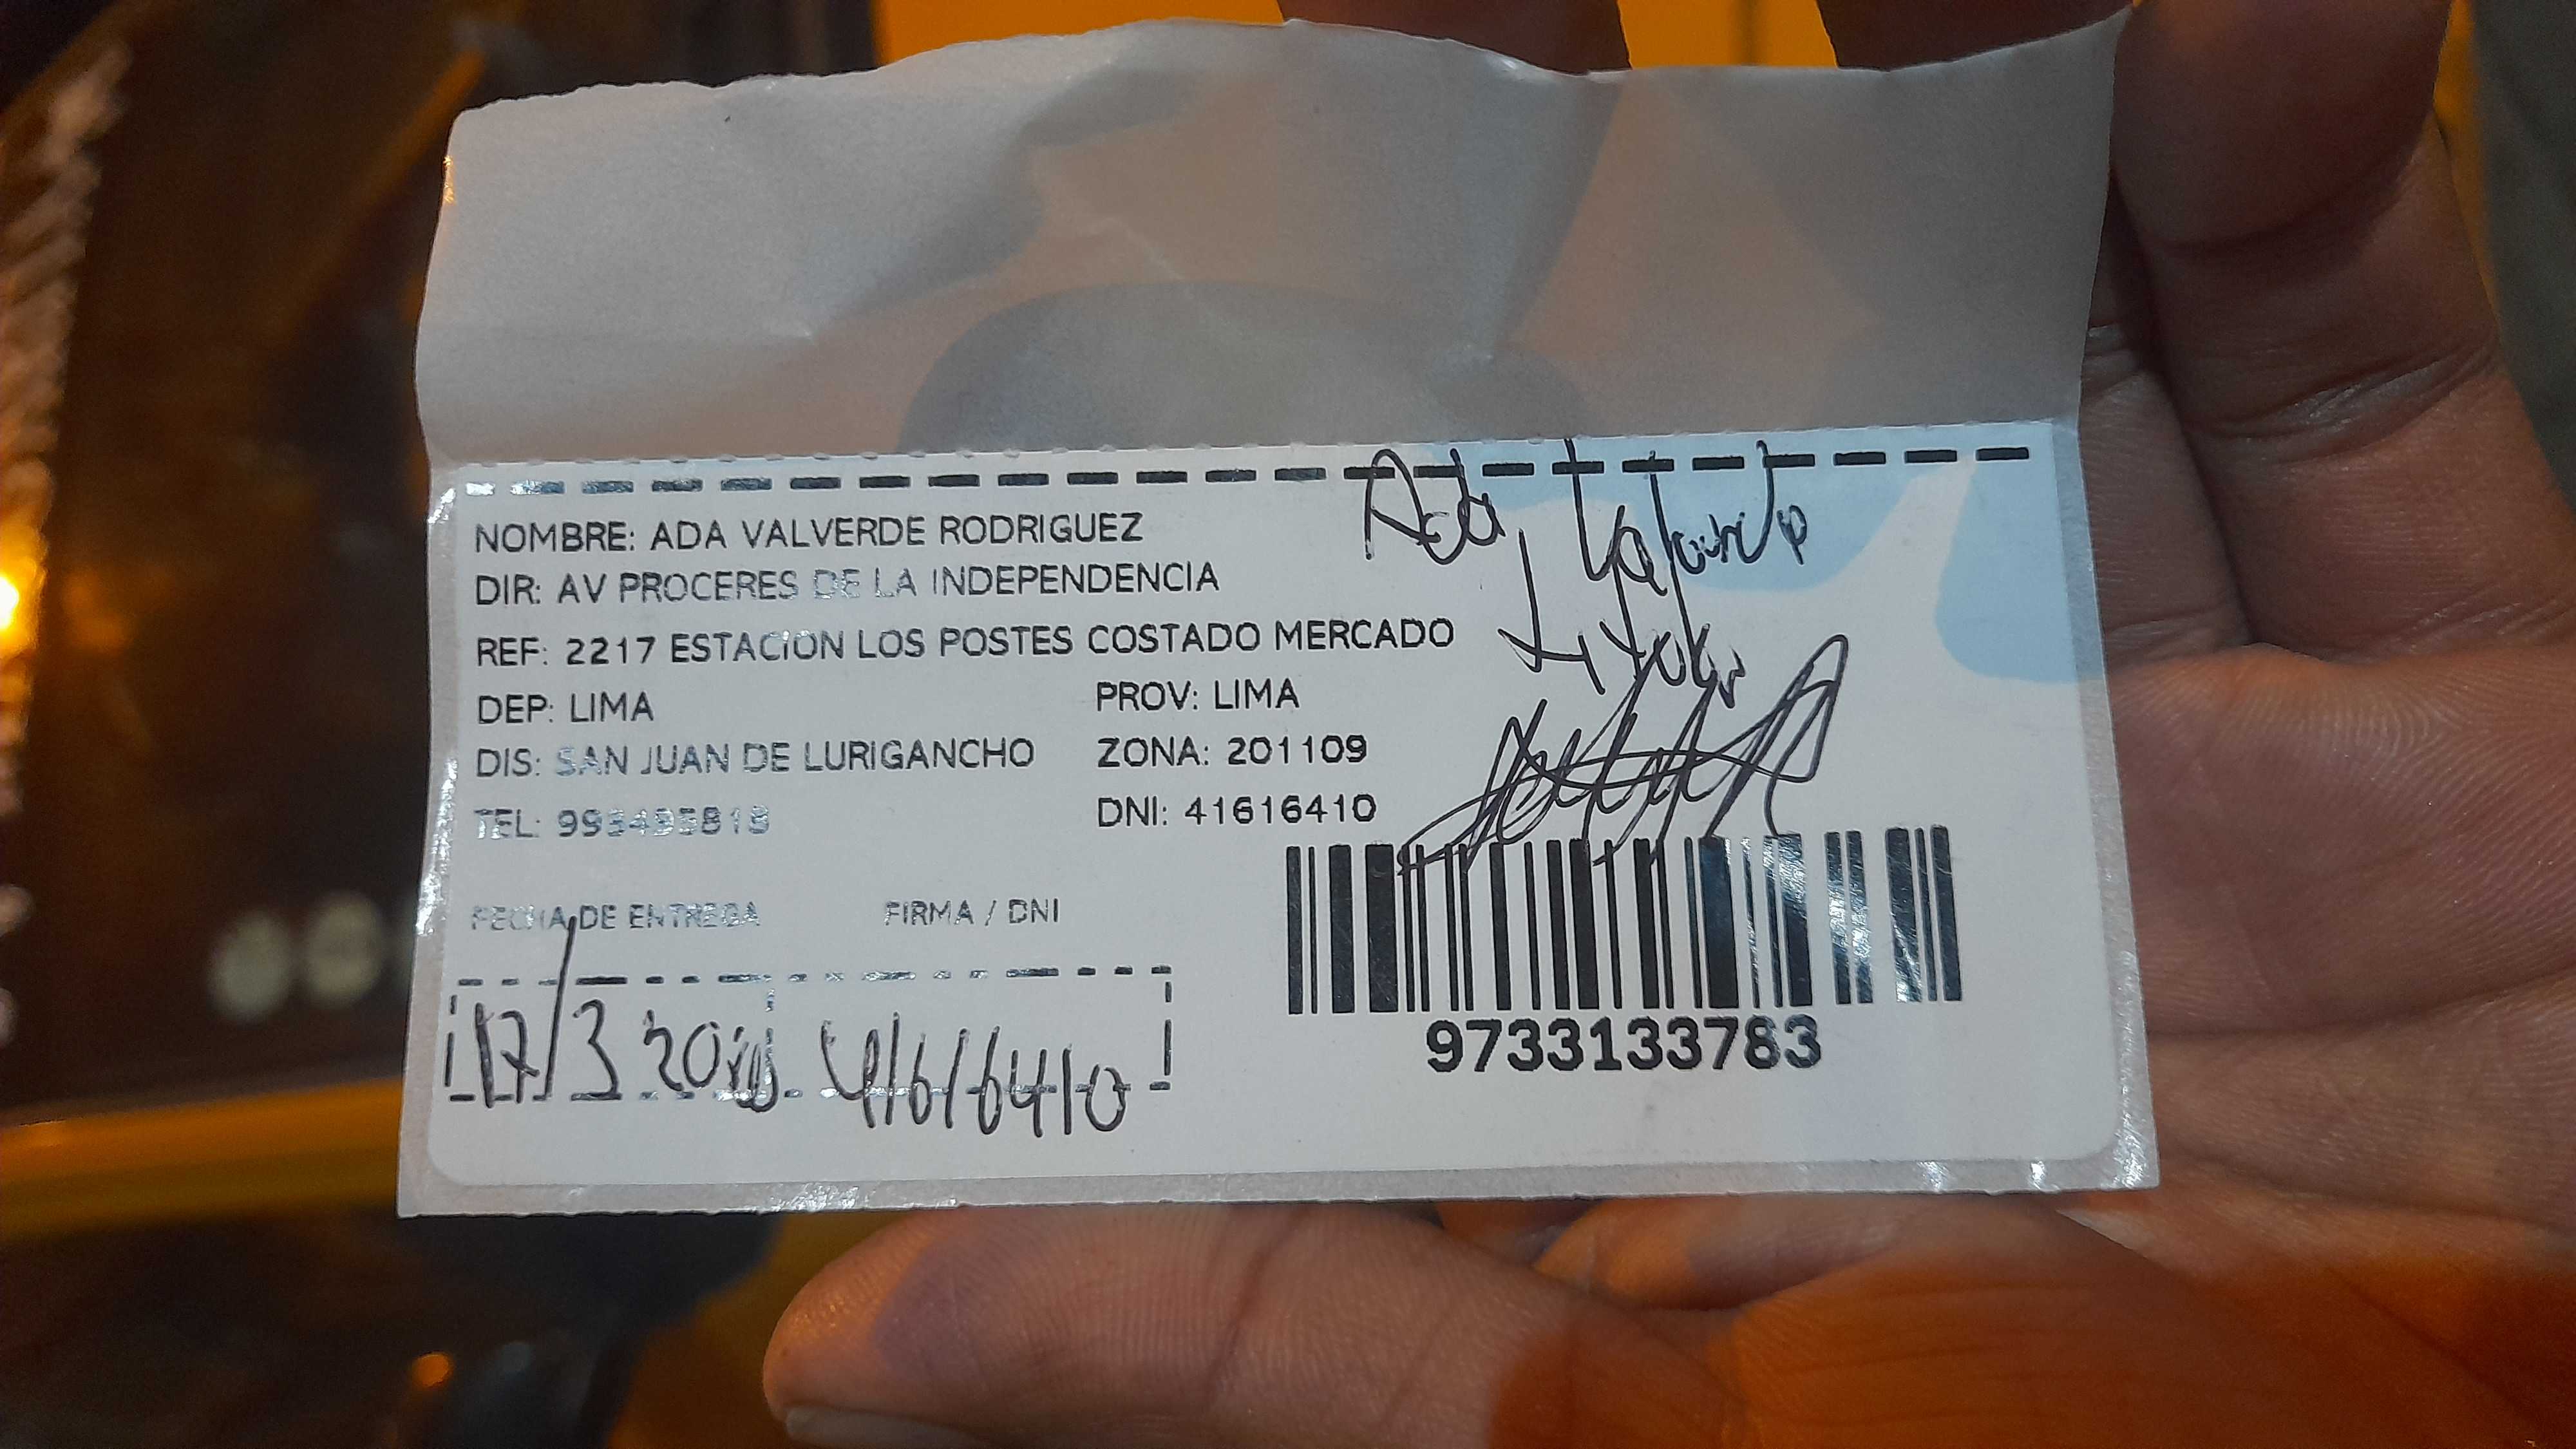 Ada Valverde
NOMBRE: ADA VALVERDE RODRIGUEZ
DIR: AV PROCERES DE LA INDEPENDENCIA
REF: 2217 ESTACION LOS POSTES COSTADO MERCADO
DEP: LIMA PROV: LIMA
DIS: SAN JUAN DE LURIGANCHO ZONA: 201109
TEL: DNI: 41616410
FECHA DE ENTREGA FIRMA / DNI
17/3 41616410
9733133783